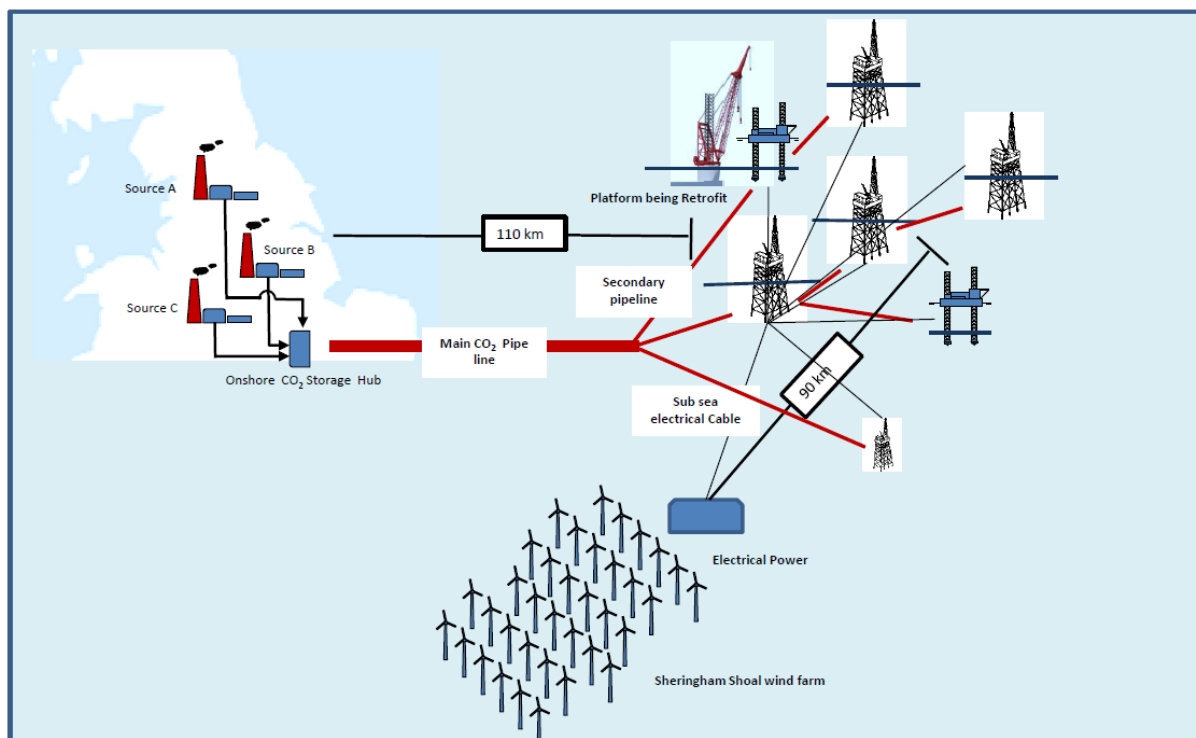 Source A
Source B
Source C
Onshore CO2 Storage Hub
110 km
Main CO2 Pipe
line
Platform being Retrofit
Secondary
pipeline
Sub sea
electrical Cable
90 km
Electrical Power
Sheringham Shoal wind farm